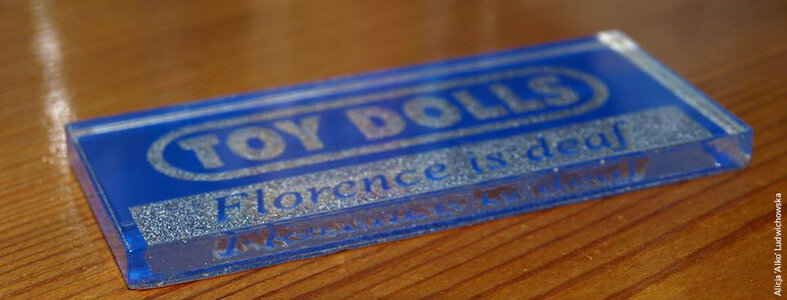 TOY DOLLS
Florence is deaf
Alicja 'Alko' Ludwichowska